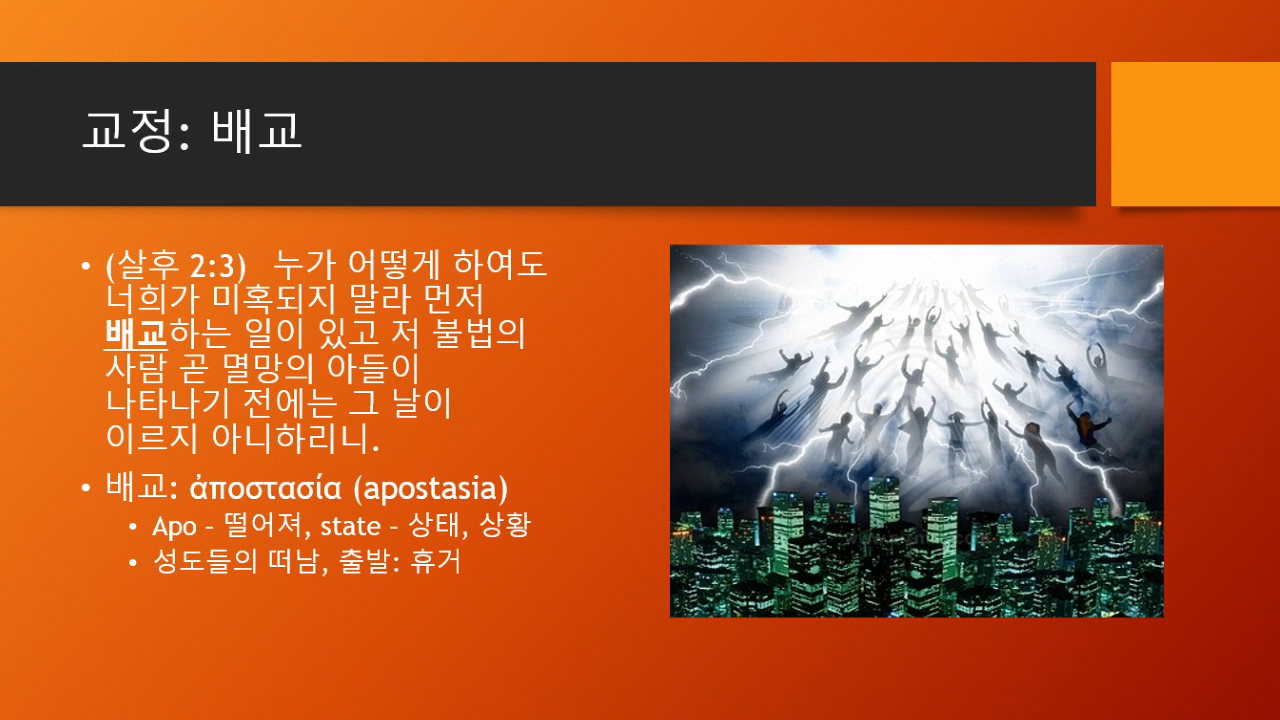 교정: 배교
• (살후 2:3) 누가 어떻게 하여도
너희가 미혹되지 말라 먼저
배교하는 일이 있고 저 불법의
사람 곧 멸망의 아들이
나타나기 전에는 그 날이
이르지 아니하리니.
• 배교: ἀποστασία (apostasia)
• Apo - 떨어져, state - 상태, 상황
• 성도들의 떠남, 출발: 휴거